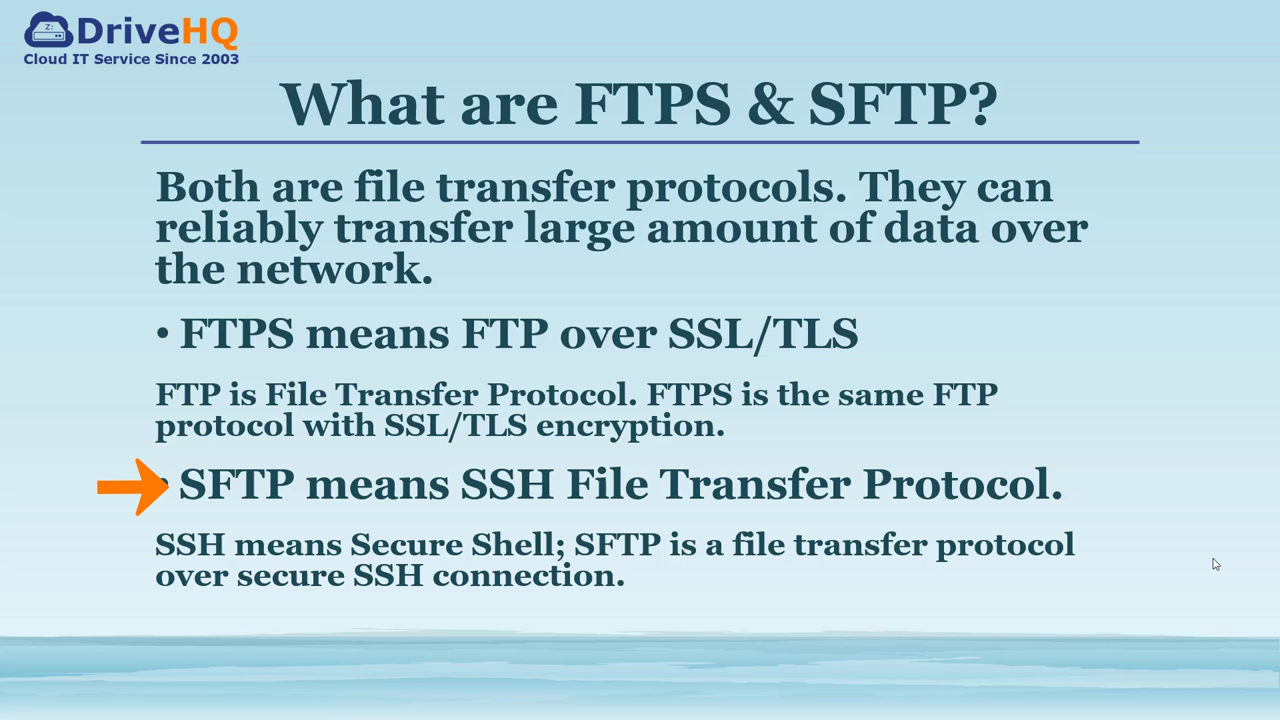 Z:
DriveHQ
Cloud IT Service Since 2003
What are FTPS & SFTP?
Both are file transfer protocols. They can
reliably transfer large amount of data over
the network.
• FTPS means FTP over SSL/TLS
FTP is File Transfer Protocol. FTPS is the same FTP
protocol with SSL/TLS encryption.
• SFTP means SSH File Transfer Protocol.
SSH means Secure Shell; SFTP is a file transfer protocol
over secure SSH connection.